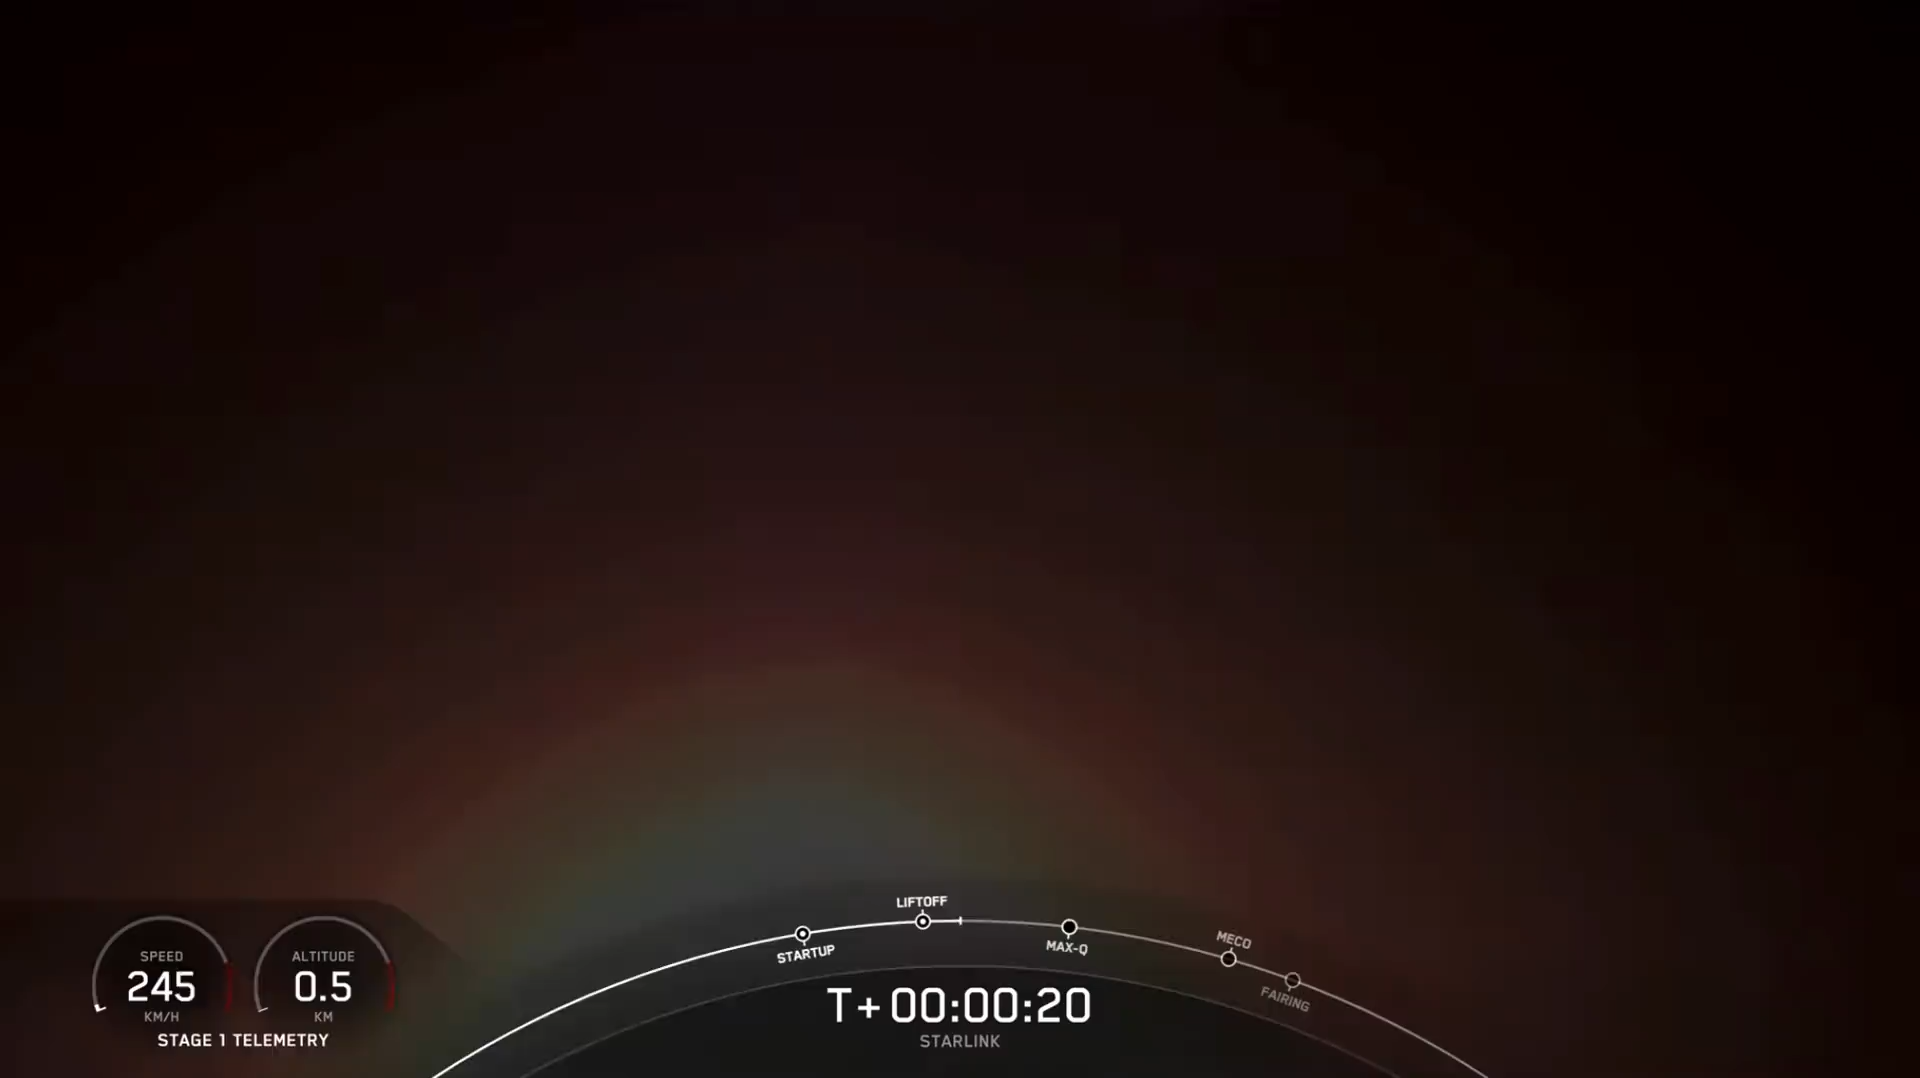 LIFTOFF
STARTUP
MAX-Q
MECO
FAIRING
SPEED
245
KM/H
ALTITUDE
0.5
KM
STAGE 1 TELEMETRY
T+00:00:20
STARLINK